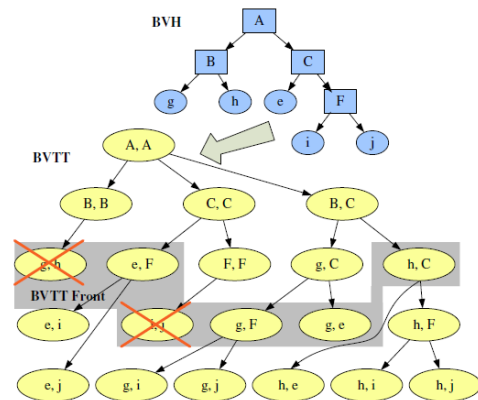 BVH
A
B
C
g
h
e
F
i
j
BVTT
A, A
B, B
C, C
B, C
g, h
e, F
F, F
g, C
h, C
BVTT Front
e, i
g, F
g, e
h, F
e, j
g, i
g, j
h, e
h, i
h, j